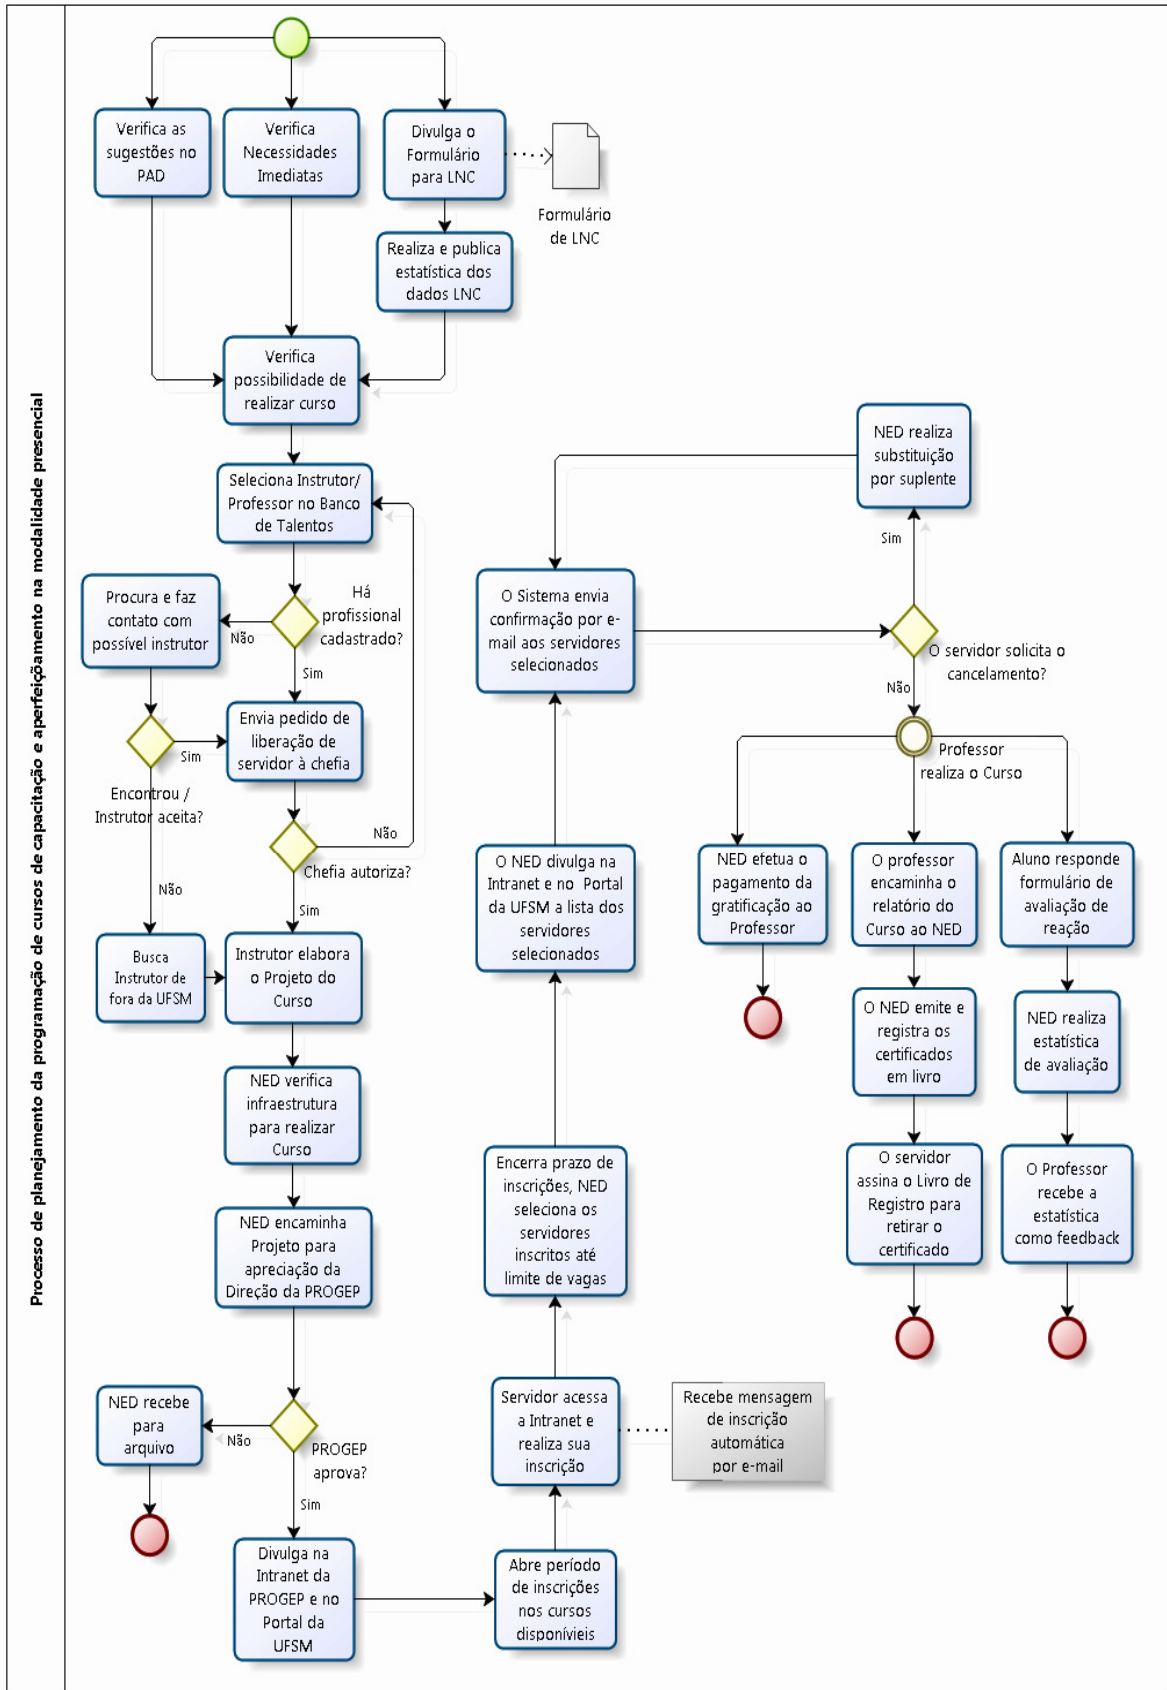 Processo de planejamento da programação de cursos de capacitação e aperfeiçõamento na modalidade presencial
Verifica as
sugestões no
PAD
Verifica
Necessidades
Imediatas
Divulga o
Formulário
para LNC
Formulário
de LNC
Realiza e publica
estatística dos
dados LNC
Verifica
possibilidade de
realizar curso
Seleciona Instrutor/
Professor no Banco
de Talentos
Há
profissional
cadastrado?
Não
Sim
Procura e faz
contato com
possível instrutor
Envia pedido de
liberação de
servidor à chefia
Sim
Encontrou /
Instrutor aceita?
Não
Não
Chefia autoriza?
Sim
Busca
Instrutor de
fora da UFSM
Instrutor elabora
o Projeto do
Curso
NED verifica
infraestrutura
para realizar
Curso
NED encaminha
Projeto para
apreciação da
Direção da PROGEP
NED recebe
para
arquivo
Não
PROGEP
aprova?
Sim
Divulga na
Intranet da
PROGEP e no
Portal da
UFSM
Abre período
de inscrições
nos cursos
disponívieis
Servidor acessa
a Intranet e
realiza sua
inscrição
Recebe mensagem
de inscrição
automática
por e-mail
Encerra prazo de
inscrições, NED
seleciona os
servidores
inscritos até
limite de vagas
O NED divulga na
Intranet e no Portal
da UFSM a lista dos
servidores
selecionados
O Sistema envia
confirmação por e-
mail aos servidores
selecionados
NED realiza
substituição
por suplente
Sim
O servidor solicita o
cancelamento?
Não
Professor
realiza o Curso
NED efetua o
pagamento da
gratificação ao
Professor
O professor
encaminha o
relatório do
Curso ao NED
Aluno responde
formulário de
avaliação de
reação
O NED emite e
registra os
certificados
em livro
NED realiza
estatística
de avaliação
O servidor
assina o Livro de
Registro para
retirar o
certificado
O Professor
recebe a
estatística
como feedback